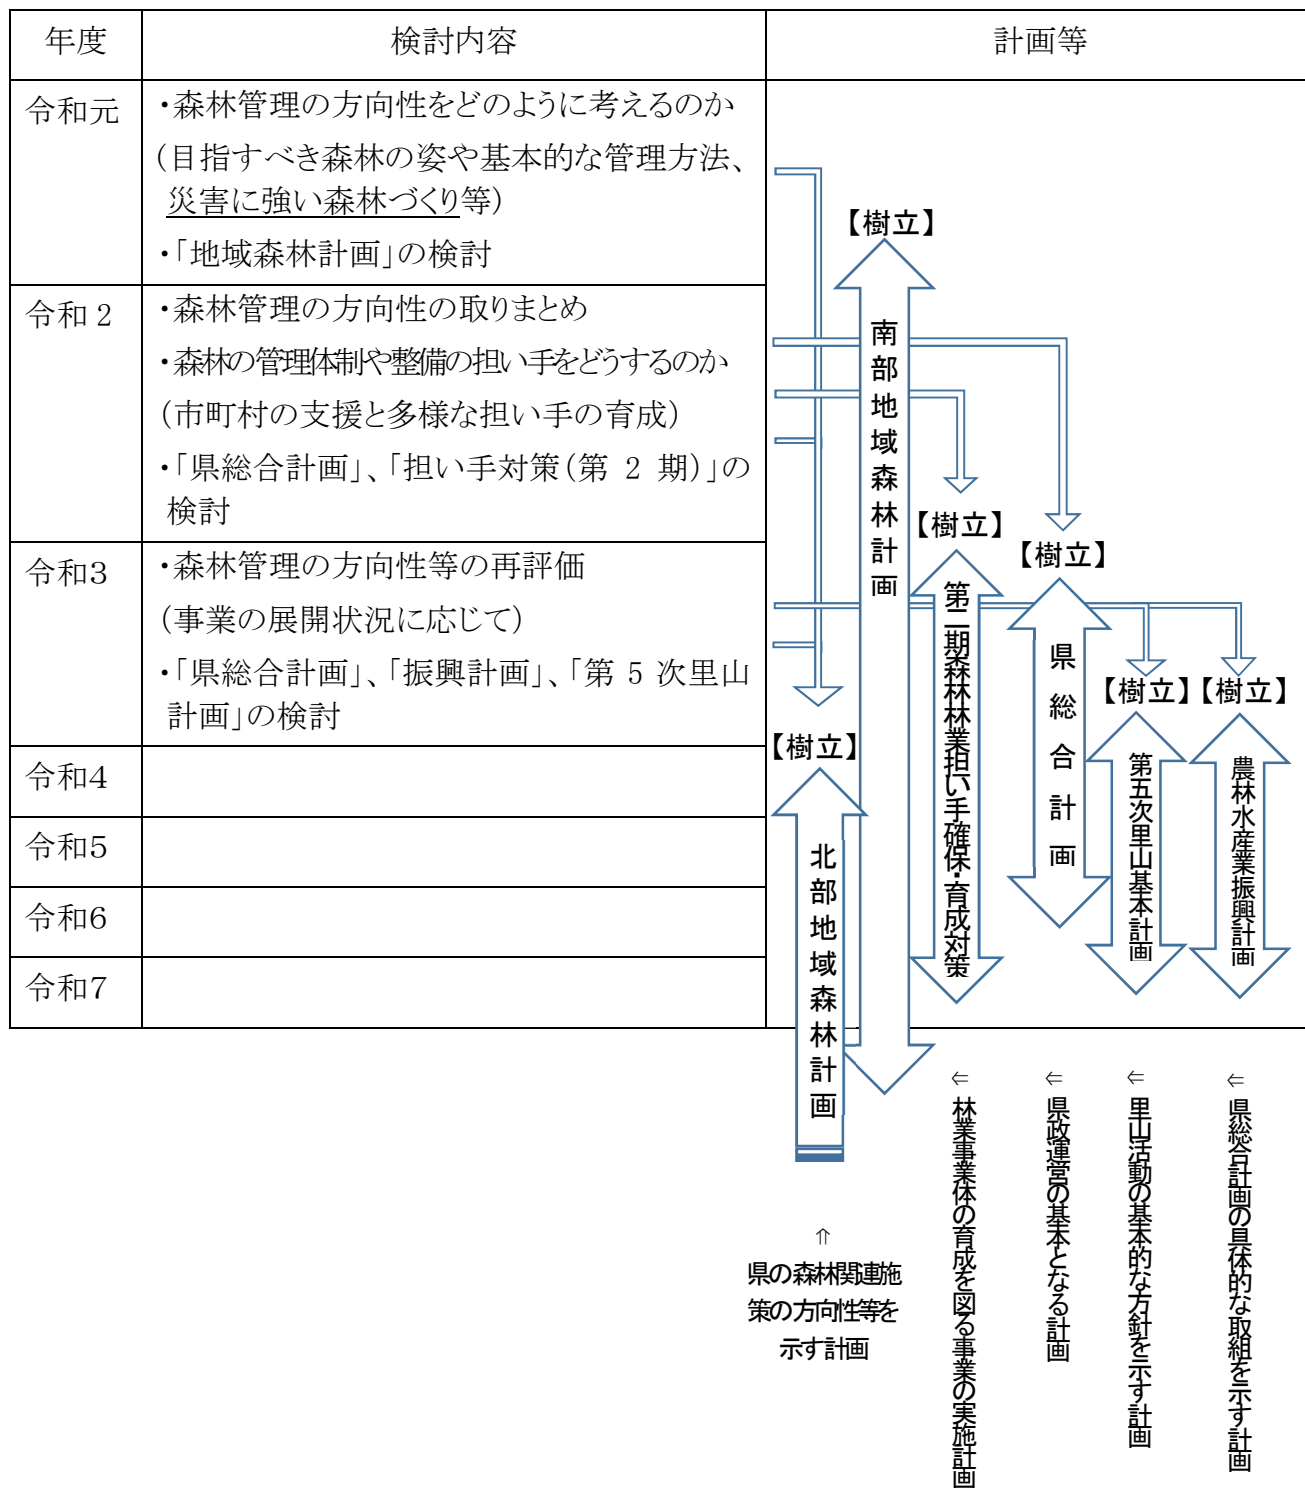 年度
検討内容
計画等
令和元
・森林管理の方向性をどのように考えるのか
（目指すべき森林の姿や基本的な管理方法、
災害に強い森林づくり等）
・「地域森林計画」の検討
令和２
・森林管理の方向性の取りまとめ
・森林の管理体制や整備の担い手をどうするのか
（市町村の支援と多様な担い手の育成）
・「県総合計画」、「担い手対策（第 2 期）」の
検討
令和３
・森林管理の方向性等の再評価
（事業の展開状況に応じて）
・「県総合計画」、「振興計画」、「第 5 次里山
計画」の検討
令和４
令和５
令和６
令和７
【樹立】
南部地域森林計画
【樹立】
第二期森林林業担い手確保・育成対策
【樹立】
県総合計画
【樹立】
第五次里山基本計画
【樹立】
農林水産業振興計画
【樹立】
北部地域森林計画
⇑
県の森林関連施
策の方向性等を
示す計画
⇐ 林業事業体の育成を図る事業の実施計画
⇐ 県政運営の基本となる計画
⇐ 里山活動の基本的な方針を示す計画
⇐ 県総合計画の具体的な取組を示す計画